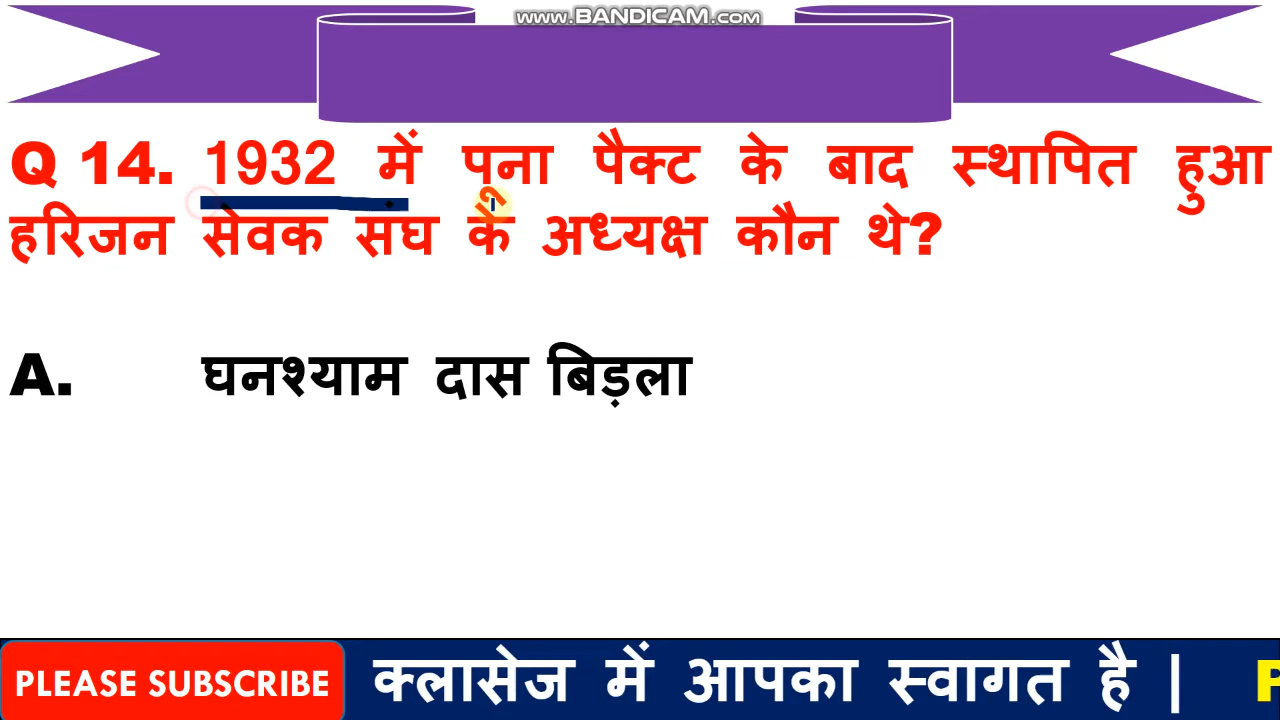 www.BANDICAM.com
Q 14. 1932 में पूना पैक्ट के बाद स्थापित हुआ
हरिजन सेवक संघ के अध्यक्ष कौन थे?
A. घनश्याम दास बिड़ला
PLEASE SUBSCRIBE क्लासेज में आपका स्वागत है |